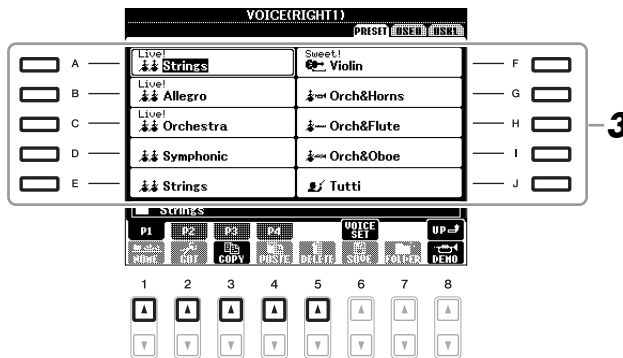 VOICE(RIGHT1)
PRESET USER USB1
A Live! Strings Sweet! Violin F
B Live! Allegro Orch&Horns G
C Live! Orchestra Orch&Flute H
D Symphonic Orch&Oboe I
E Strings Tutti J
3
Strings
P1 P2 P3 P4 VOICE SET UP
NAME CUT COPY PASTE DELETE SAVE FOLDER DEMO
1 2 3 4 5 6 7 8